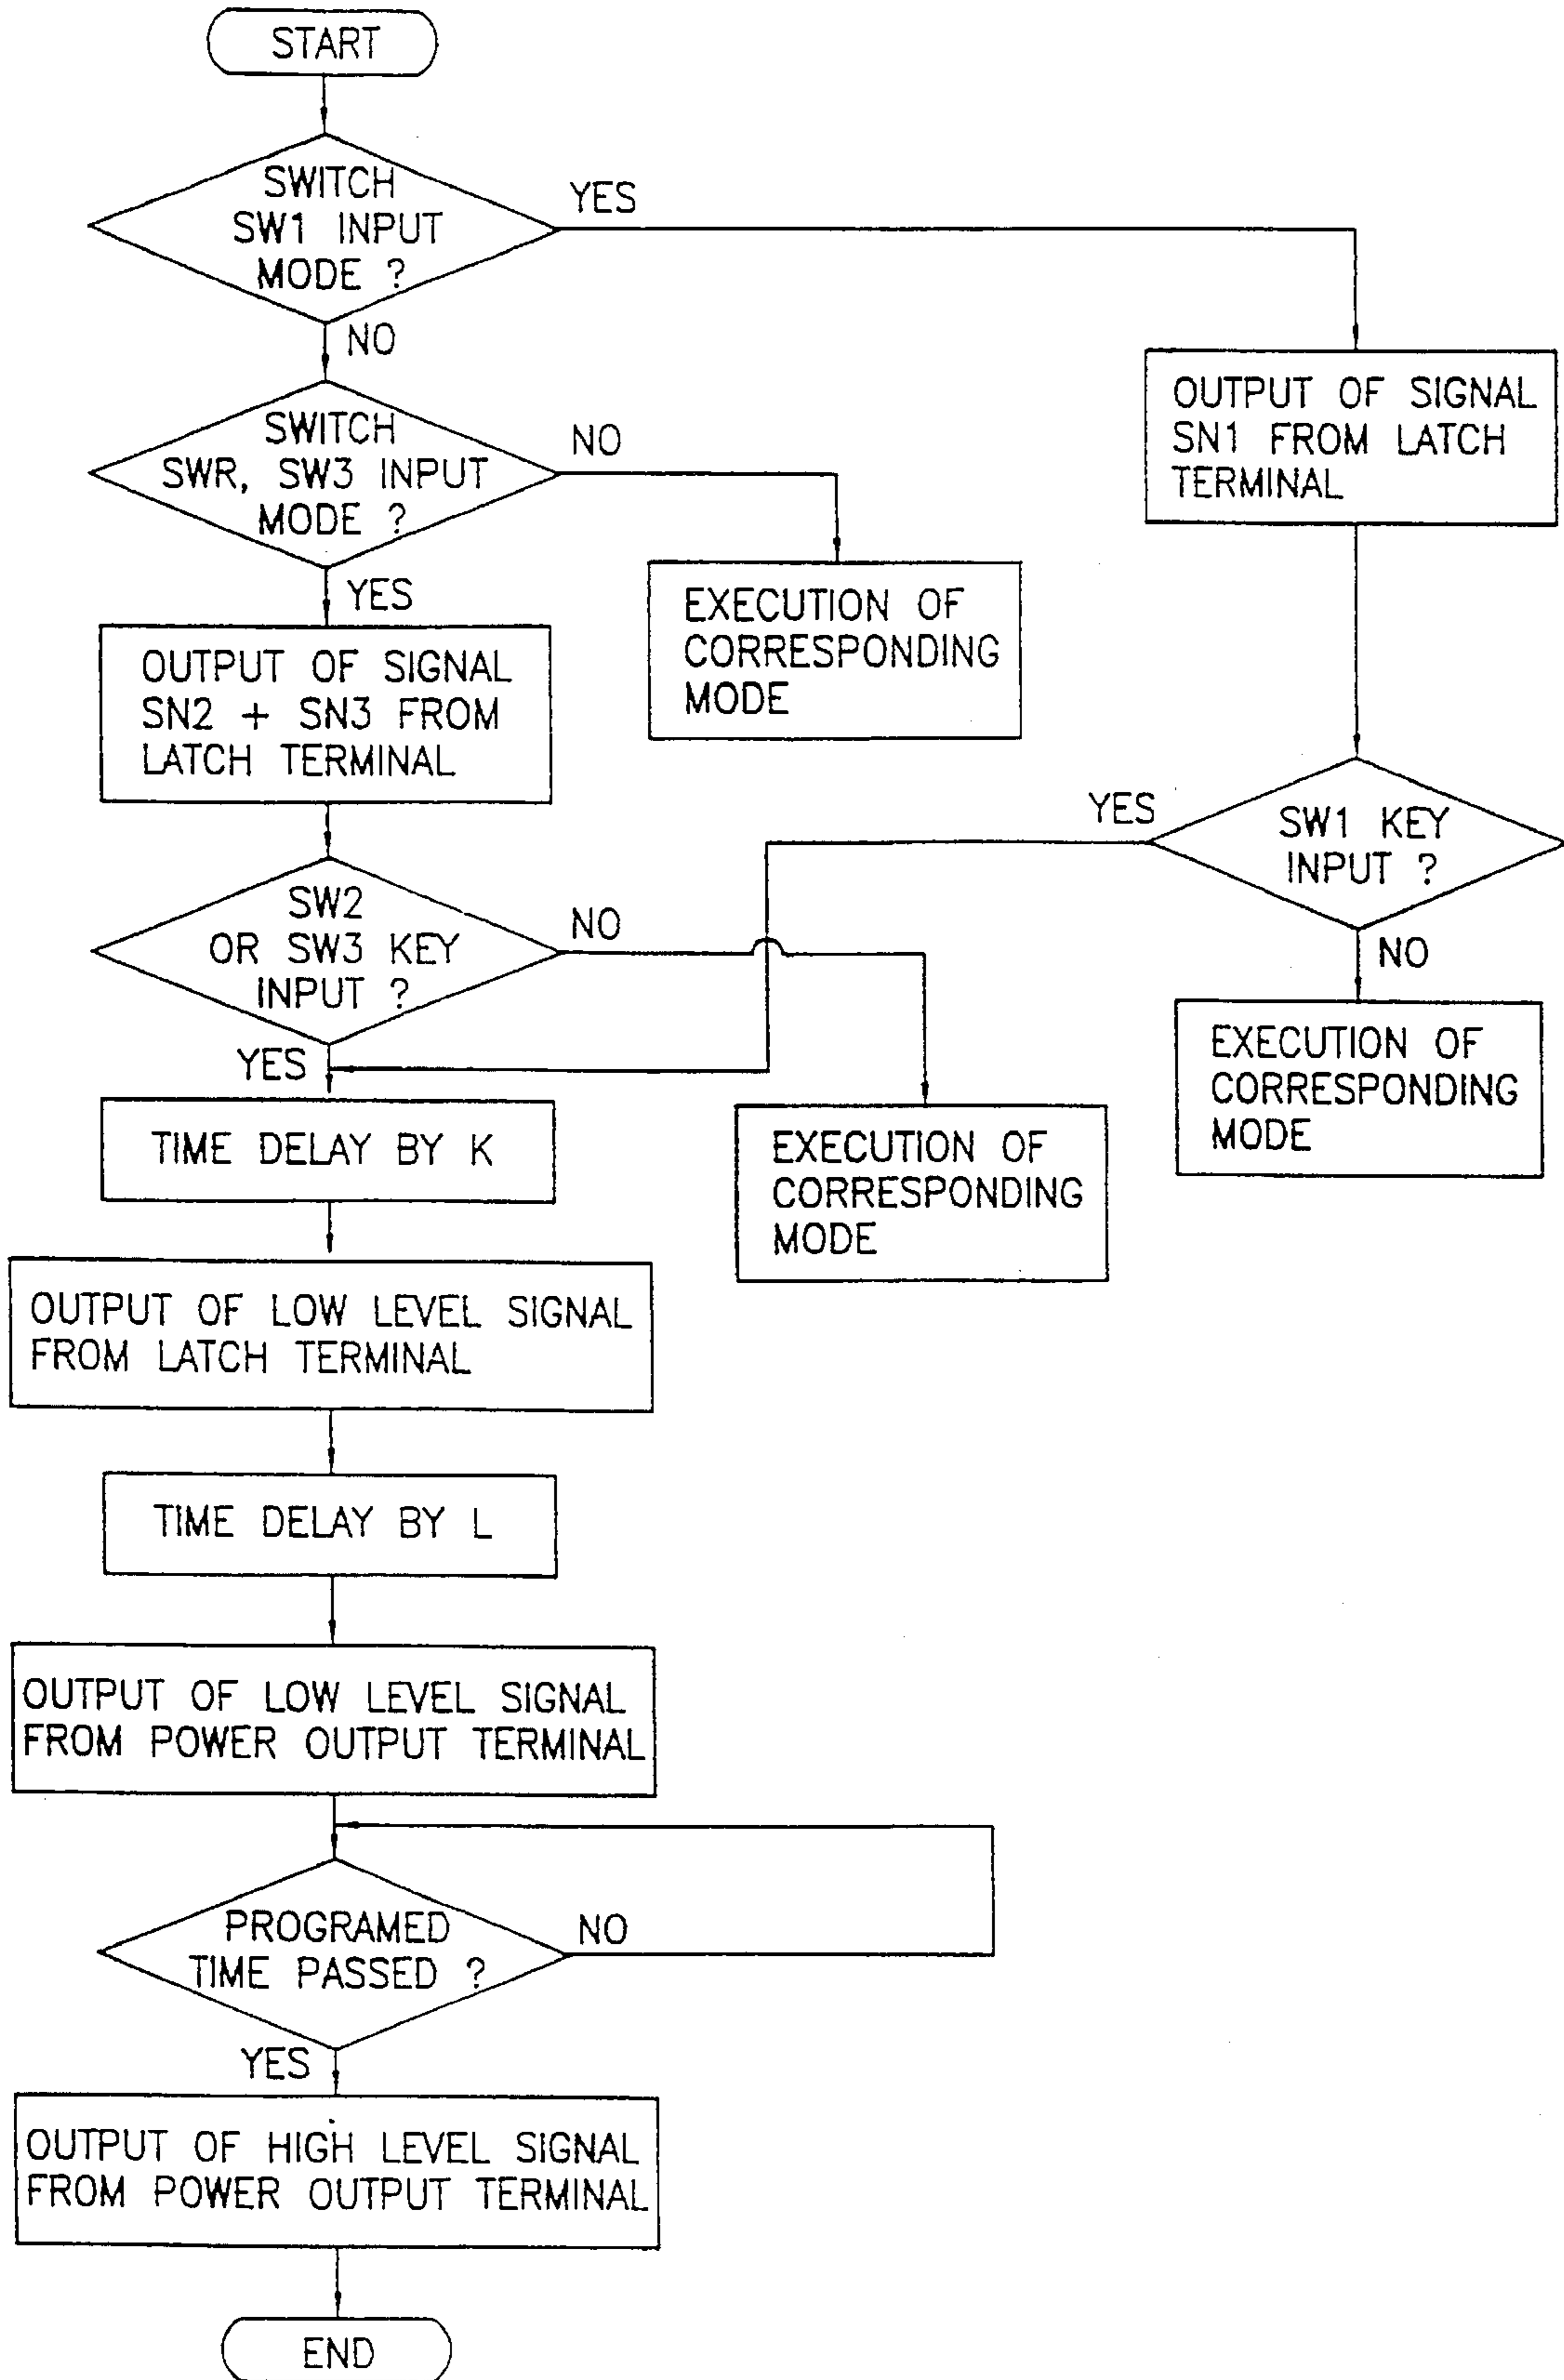 START
SWITCH
SW1 INPUT
MODE ?
YES
NO
OUTPUT OF SIGNAL
SN1 FROM LATCH
TERMINAL
SWITCH
SWR, SW3 INPUT
MODE ?
NO
YES
EXECUTION OF
CORRESPONDING
MODE
OUTPUT OF SIGNAL
SN2 + SN3 FROM
LATCH TERMINAL
YES
SW1 KEY
INPUT ?
NO
SW2
OR SW3 KEY
INPUT ?
NO
YES
EXECUTION OF
CORRESPONDING
MODE
TIME DELAY BY K
EXECUTION OF
CORRESPONDING
MODE
OUTPUT OF LOW LEVEL SIGNAL
FROM LATCH TERMINAL
TIME DELAY BY L
OUTPUT OF LOW LEVEL SIGNAL
FROM POWER OUTPUT TERMINAL
PROGRAMED
TIME PASSED ?
NO
YES
OUTPUT OF HIGH LEVEL SIGNAL
FROM POWER OUTPUT TERMINAL
END